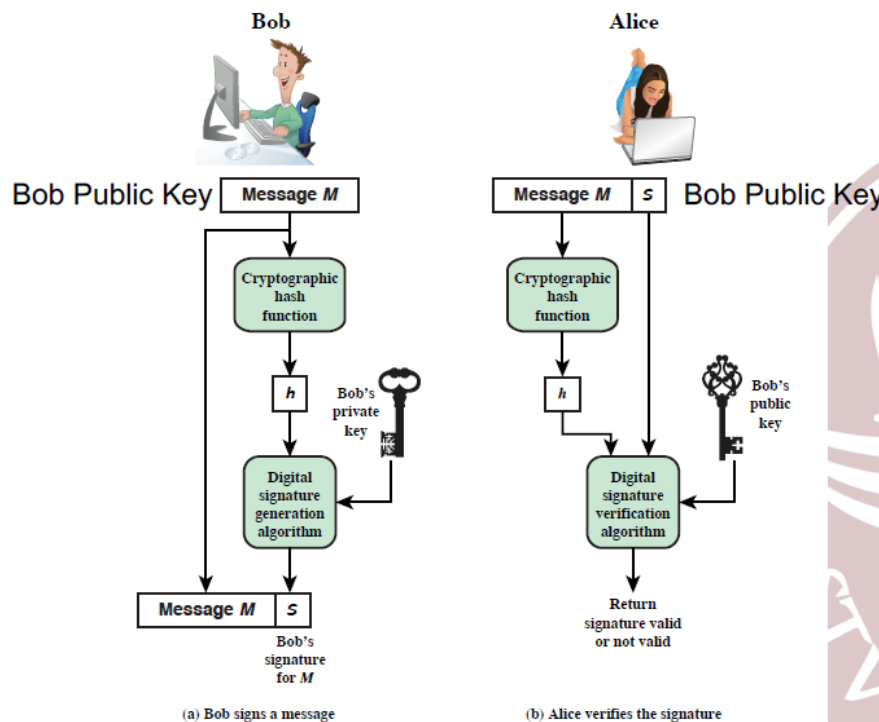 Bob
Bob Public Key
Message M
Cryptographic
hash
function
h
Bob's
private
key
Digital
signature
generation
algorithm
Message M
S
Bob's
signature
for M
(a) Bob signs a message
Alice
Message M
S
Bob Public Key
Cryptographic
hash
function
h
Bob's
public
key
Digital
signature
verification
algorithm
Return
signature valid
or not valid
(b) Alice verifies the signature